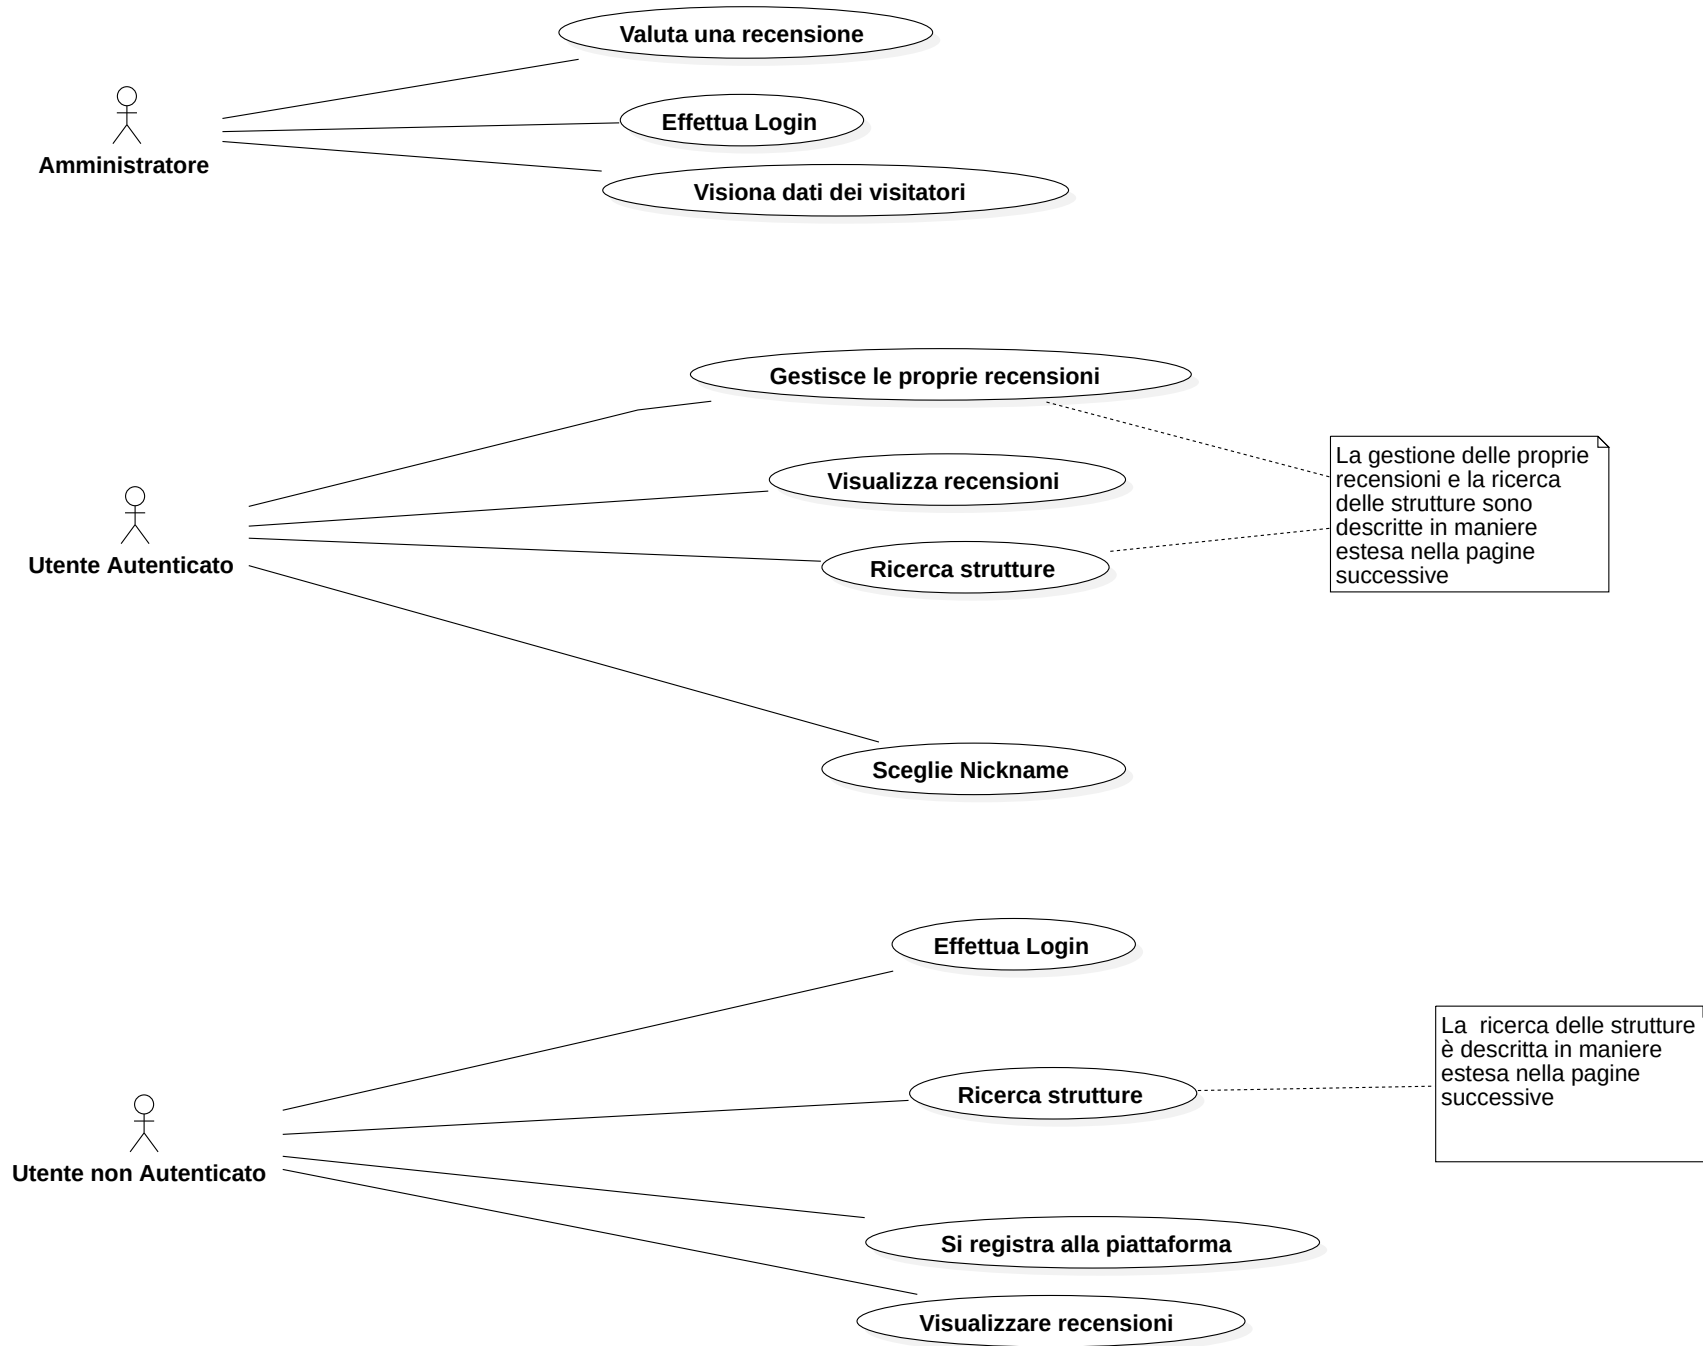 Valuta una recensione
Effettua Login
Amministratore
Visiona dati dei visitatori
Gestisce le proprie recensioni
La gestione delle proprie
recensioni e la ricerca
delle strutture sono
descritte in maniere
estesa nella pagine
successive
Visualizza recensioni
Utente Autenticato
Ricerca strutture
Sceglie Nickname
Effettua Login
La  ricerca delle strutture
è descritta in maniere
estesa nella pagine
successive
Ricerca strutture
Utente non Autenticato
Si registra alla piattaforma
Visualizzare recensioni